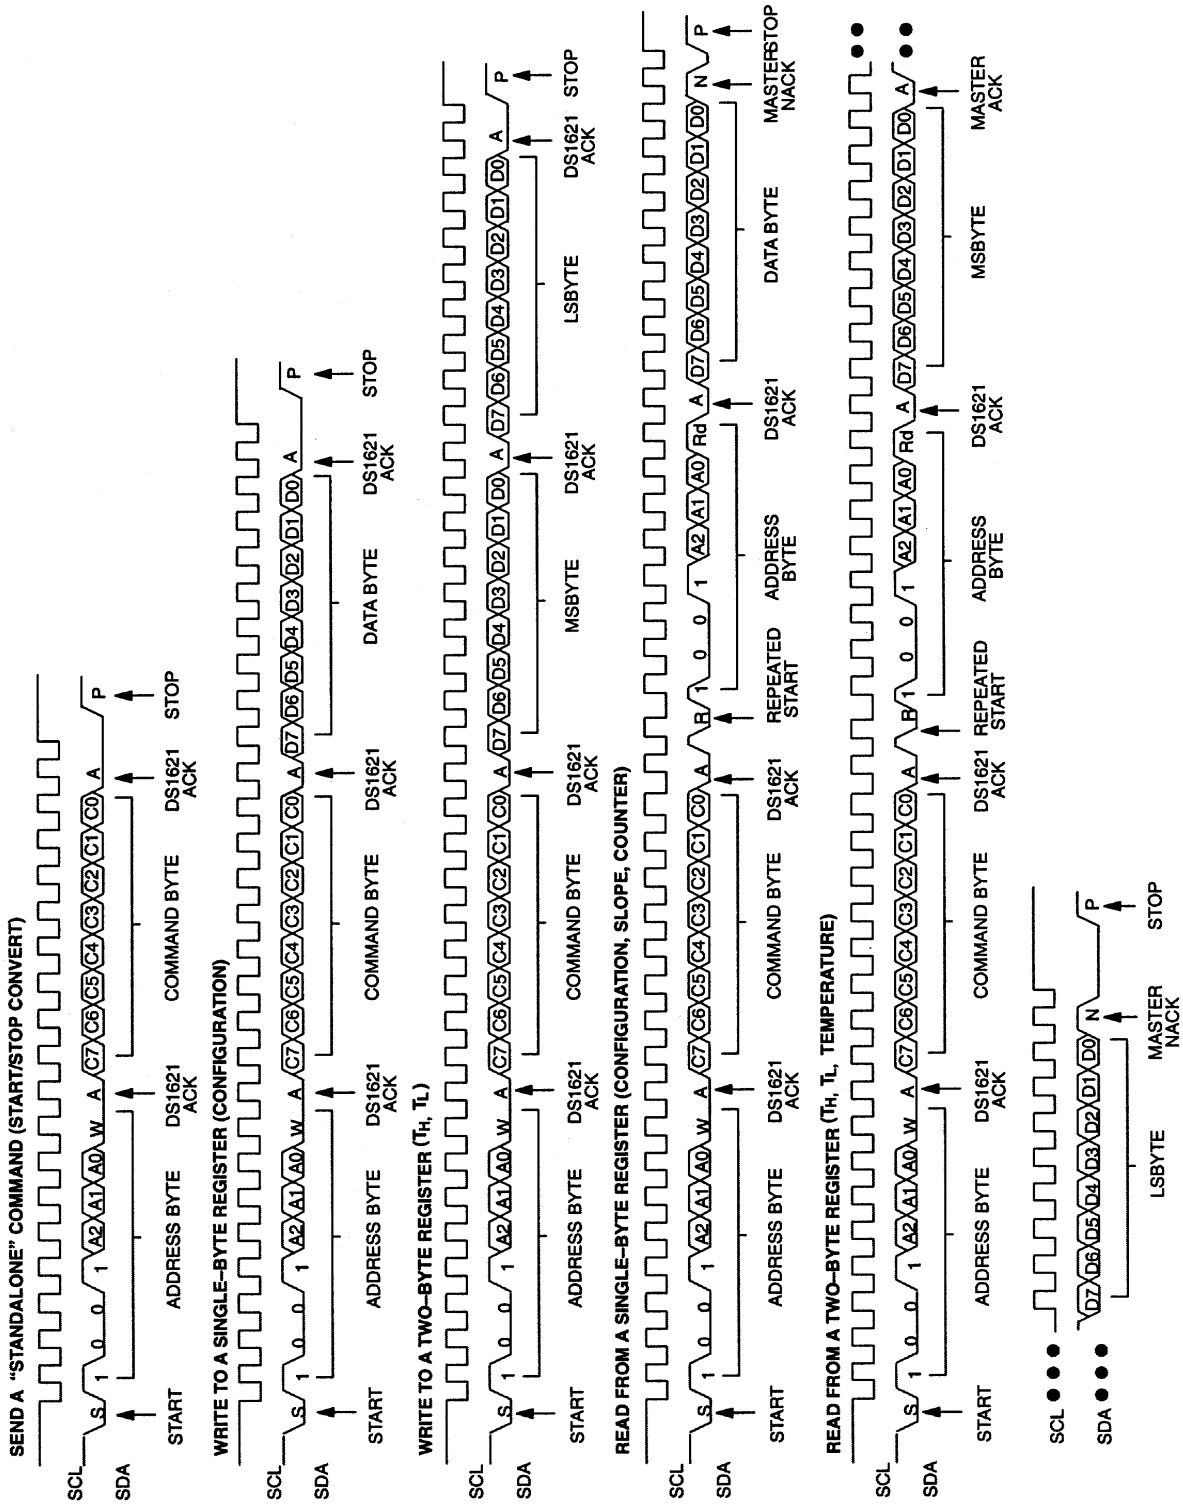 SEND A “STANDALONE” COMMAND (START/STOP CONVERT)
SCL
SDA
S 1 0 0 1 A2 A1 A0 W A C7 C6 C5 C4 C3 C2 C1 C0 A P
START ADDRESS BYTE DS1621 ACK COMMAND BYTE DS1621 ACK STOP
WRITE TO A SINGLE–BYTE REGISTER (CONFIGURATION)
SCL
SDA
S 1 0 0 1 A2 A1 A0 W A C7 C6 C5 C4 C3 C2 C1 C0 A D7 D6 D5 D4 D3 D2 D1 D0 A P
START ADDRESS BYTE DS1621 ACK COMMAND BYTE DS1621 ACK DATA BYTE DS1621 ACK STOP
WRITE TO A TWO–BYTE REGISTER (TH, TL)
SCL
SDA
S 1 0 0 1 A2 A1 A0 W A C7 C6 C5 C4 C3 C2 C1 C0 A D7 D6 D5 D4 D3 D2 D1 D0 A D7 D6 D5 D4 D3 D2 D1 D0 A P
START ADDRESS BYTE DS1621 ACK COMMAND BYTE DS1621 ACK MSBYTE DS1621 ACK LSBYTE DS1621 ACK STOP
READ FROM A SINGLE–BYTE REGISTER (CONFIGURATION, SLOPE, COUNTER)
SCL
SDA
S 1 0 0 1 A2 A1 A0 W A C7 C6 C5 C4 C3 C2 C1 C0 A R 1 0 0 1 A2 A1 A0 Rd A D7 D6 D5 D4 D3 D2 D1 D0 N P
START ADDRESS BYTE DS1621 ACK COMMAND BYTE DS1621 ACK REPEATED START ADDRESS BYTE DS1621 ACK DATA BYTE MASTER NACK STOP
READ FROM A TWO–BYTE REGISTER (TH, TL, TEMPERATURE)
SCL
SDA
S 1 0 0 1 A2 A1 A0 W A C7 C6 C5 C4 C3 C2 C1 C0 A R 1 0 0 1 A2 A1 A0 Rd A D7 D6 D5 D4 D3 D2 D1 D0 A
START ADDRESS BYTE DS1621 ACK COMMAND BYTE DS1621 ACK REPEATED START ADDRESS BYTE DS1621 ACK MSBYTE MASTER ACK
SCL
SDA
D7 D6 D5 D4 D3 D2 D1 D0 N P
LSBYTE MASTER NACK STOP